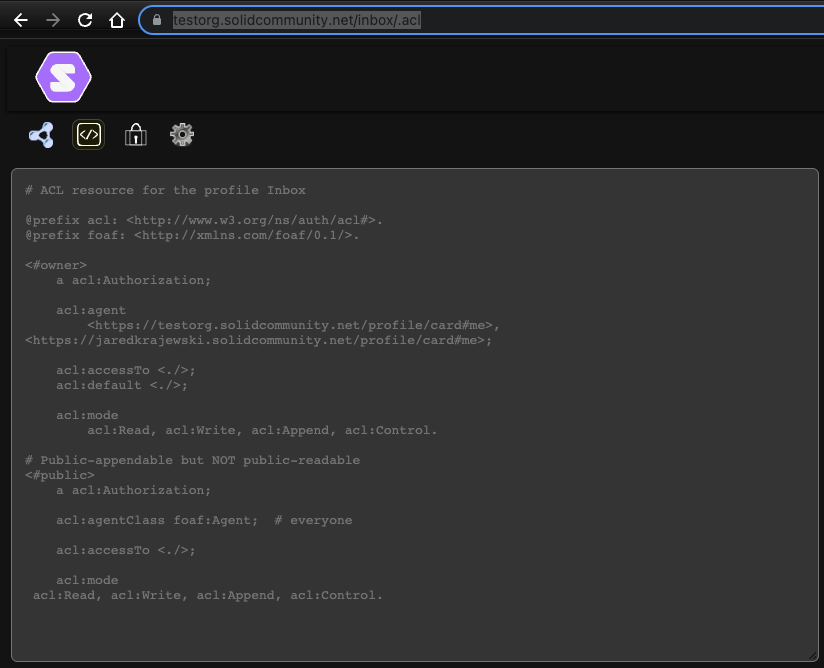 testorg.solidcommunity.net/inbox/.acl
S
</>
# ACL resource for the profile Inbox
@prefix acl: <http://www.w3.org/ns/auth/acl#>.
@prefix foaf: <http://xmlns.com/foaf/0.1/>.
<#owner>
a acl:Authorization;
acl:agent
<https://testorg.solidcommunity.net/profile/card#me>,
<https://jaredkrajewski.solidcommunity.net/profile/card#me>;
acl:accessTo <./>;
acl:default <./>;
acl:mode
acl:Read, acl:Write, acl:Append, acl:Control.
# Public-appendable but NOT public-readable
<#public>
a acl:Authorization;
acl:agentClass foaf:Agent;  # everyone
acl:accessTo <./>;
acl:mode
acl:Read, acl:Write, acl:Append, acl:Control.